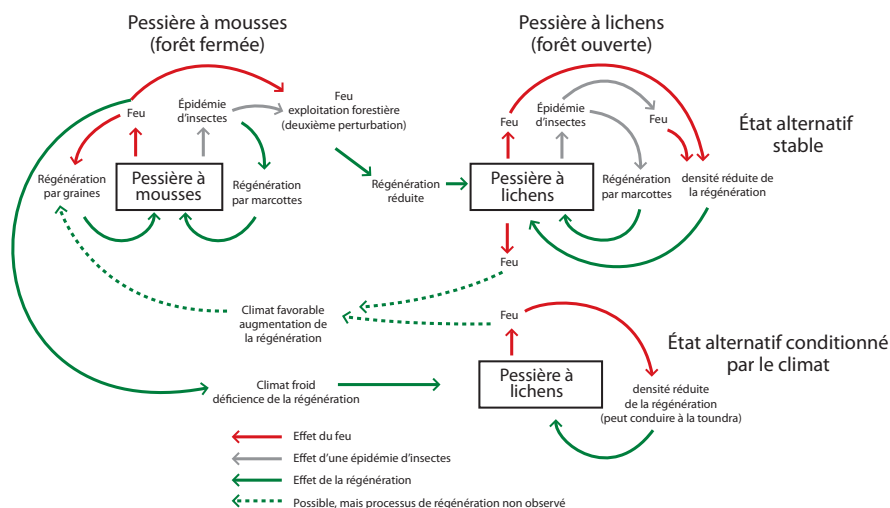 Pessière à mousses
(forêt fermée)
Pessière à lichens
(forêt ouverte)
Feu
Épidémie
d'insectes
Feu
exploitation forestière
(deuxième perturbation)
Régénération
par graines
Pessière à
mousses
Régénération
par marcottes
Régénération
réduite
Feu
Épidémie
d'insectes
Feu
État alternatif
stable
Pessière à
lichens
Régénération
par marcottes
densité réduite de
la régénération
Feu
Climat favorable
augmentation de
la régénération
Feu
État alternatif conditionné
par le climat
Climat froid
déficience de la régénération
Pessière à
lichens
densité réduite
de la régénération
(peut conduire à la toundra)
Effet du feu
Effet d'une épidémie d'insectes
Effet de la régénération
Possible, mais processus de régénération non observé